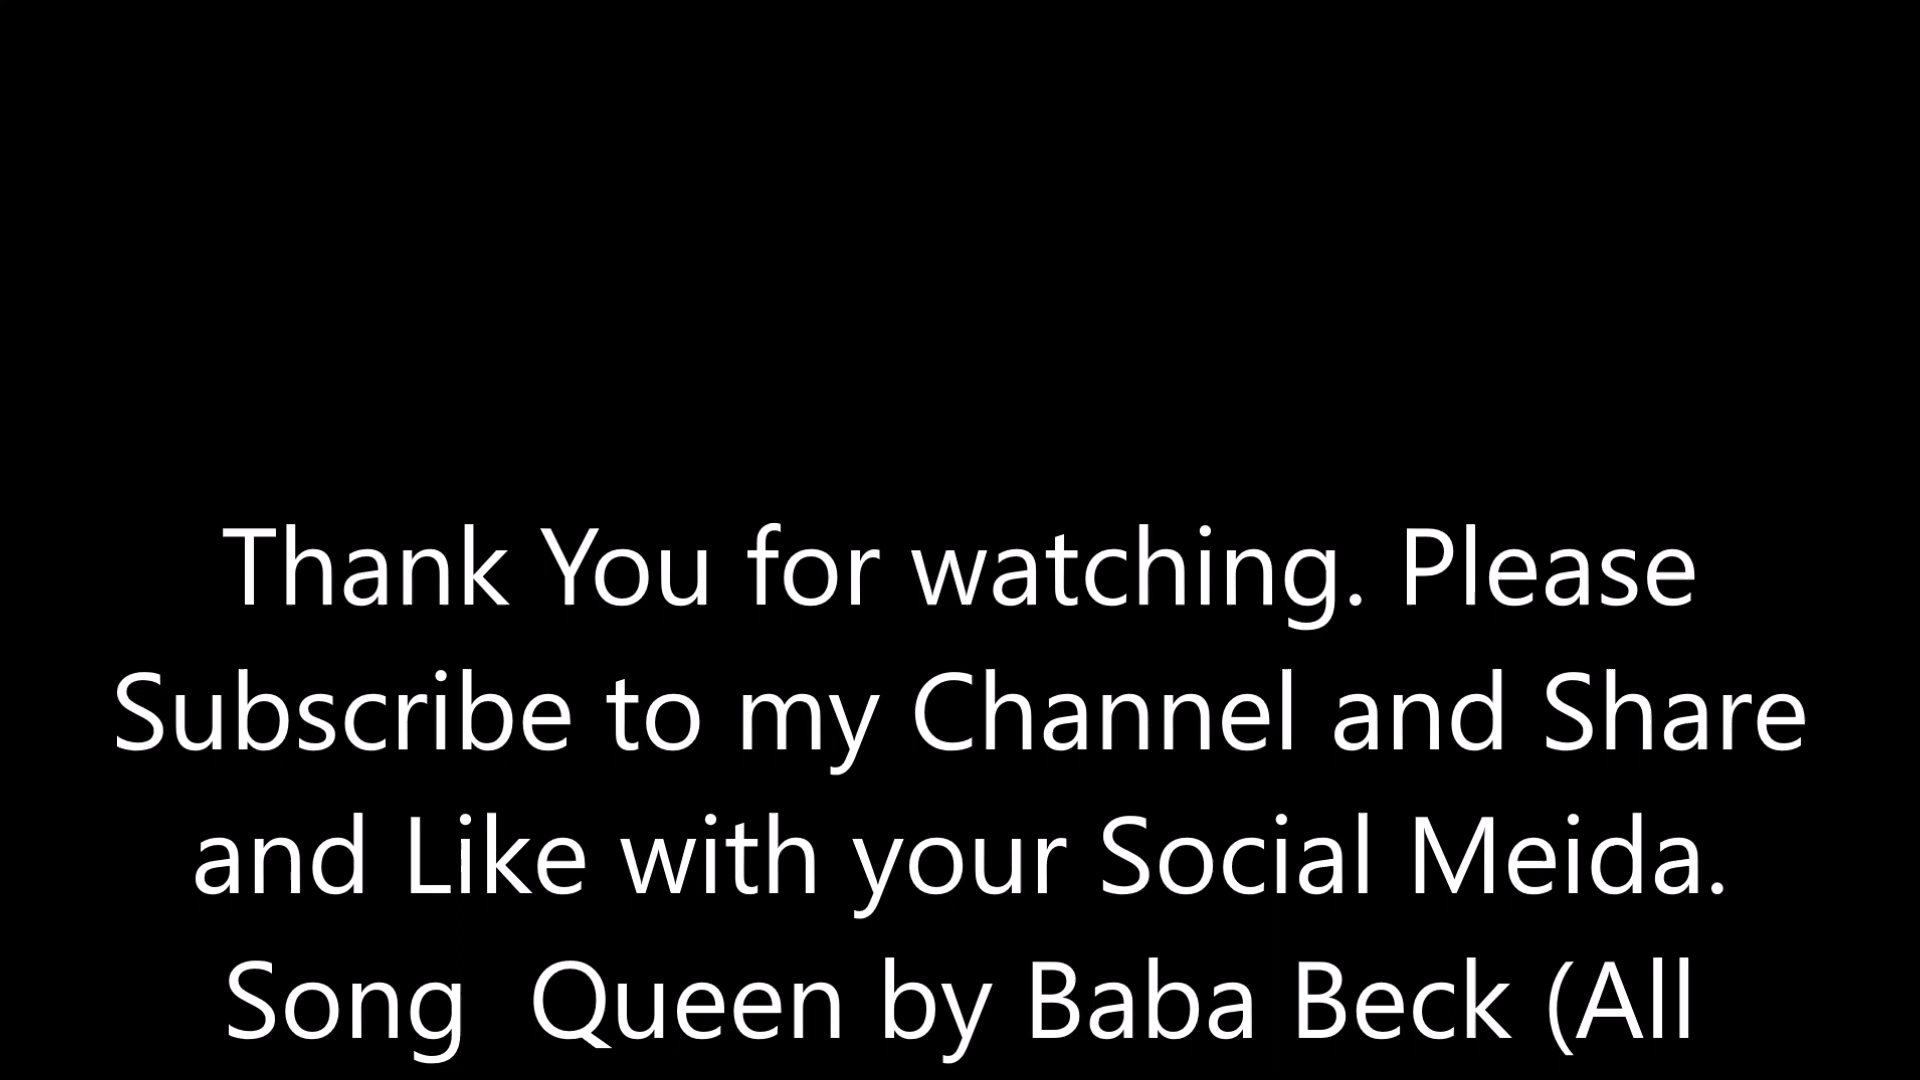 Thank You for watching. Please
Subscribe to my Channel and Share
and Like with your Social Meida.
Song  Queen by Baba Beck (All